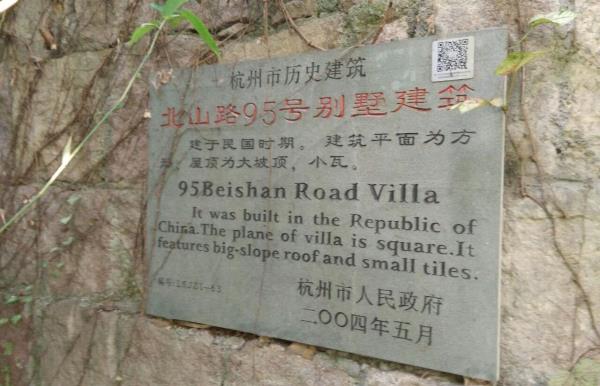 杭州市历史建筑
北山路95号别墅建筑
建于民国时期。建筑平面为方
形，屋顶为大坡顶，小瓦。
95Beishan Road Villa
It was built in the Republic of
China.The plane of villa is square.It
features big-slope roof and small tiles.
杭州市人民政府
二〇〇四年五月